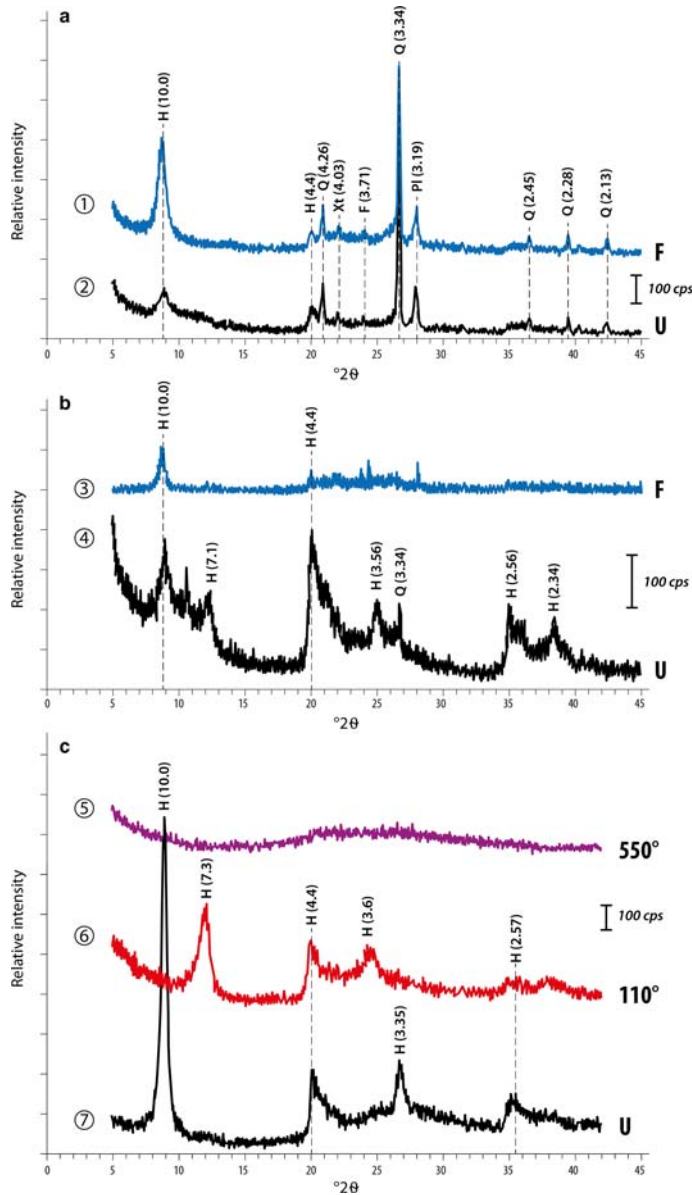 a
Relative intensity
H (10.0)
H (4.4)
Q (4.26)
Xt (4.03)
F (3.71)
Q (3.34)
Pl (3.19)
Q (2.45)
Q (2.28)
Q (2.13)
①
F
②
100 cps
U
0 5 10 15 20 25 30 35 40 45
°2θ
b
Relative intensity
H (10.0)
H (4.4)
③
F
④
H (7.1)
H (3.56)
Q (3.34)
H (2.56)
H (2.34)
100 cps
U
0 5 10 15 20 25 30 35 40 45
°2θ
c
Relative intensity
H (10.0)
⑤
550°
H (7.3)
H (4.4)
H (3.6)
H (2.57)
100 cps
⑥
110°
H (3.35)
⑦
U
0 5 10 15 20 25 30 35 40 45
°2θ